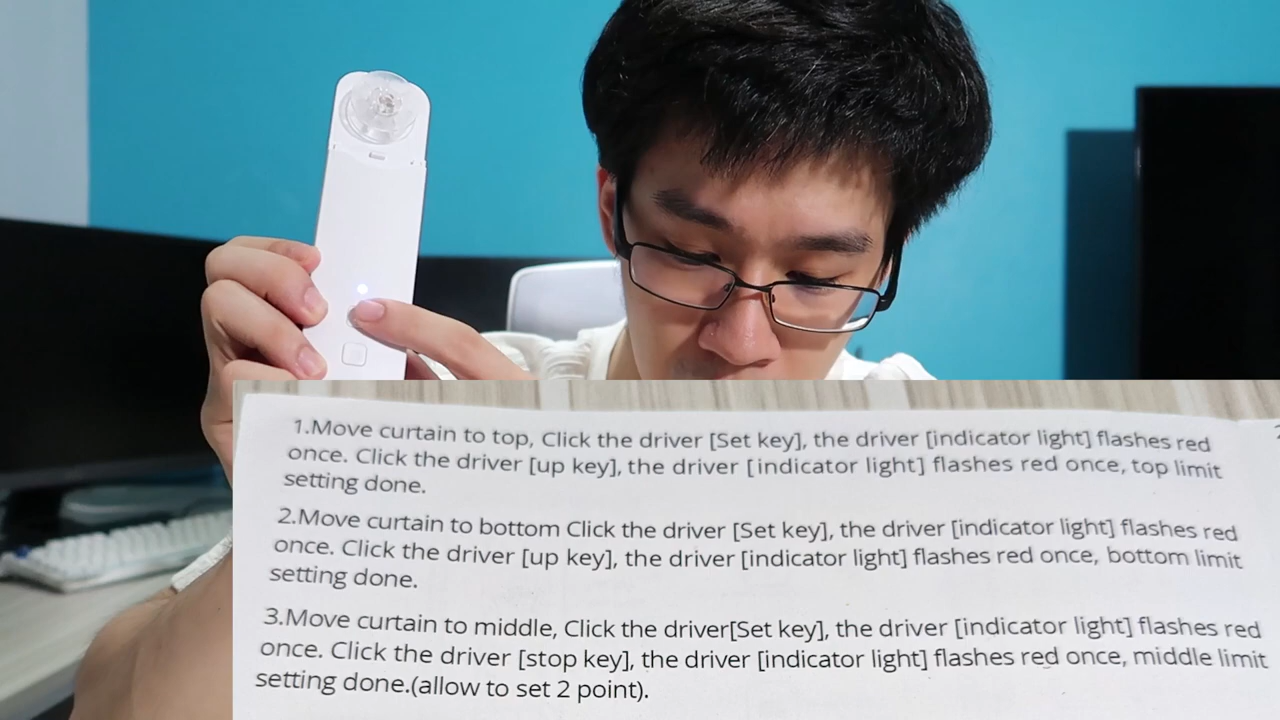 1.Move curtain to top, Click the driver [Set key], the driver [indicator light] flashes red
once. Click the driver [up key], the driver [indicator light] flashes red once, top limit
setting done.
2.Move curtain to bottom Click the driver [Set key], the driver [indicator light] flashes red
once. Click the driver [up key], the driver [indicator light] flashes red once, bottom limit
setting done.
3.Move curtain to middle, Click the driver[Set key], the driver [indicator light] flashes red
once. Click the driver [stop key], the driver [indicator light] flashes red once, middle limit
setting done.(allow to set 2 point).